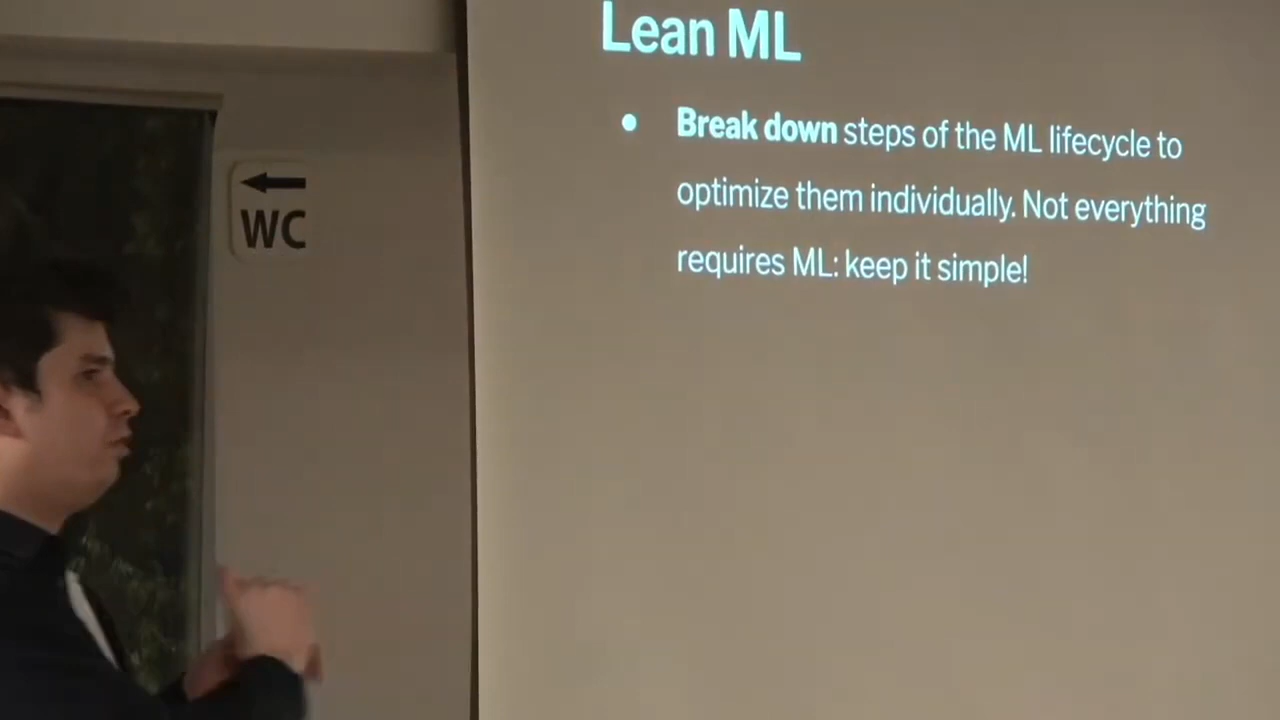 Lean ML
Break down steps of the ML lifecycle to
optimize them individually. Not everything
requires ML: keep it simple!
WC